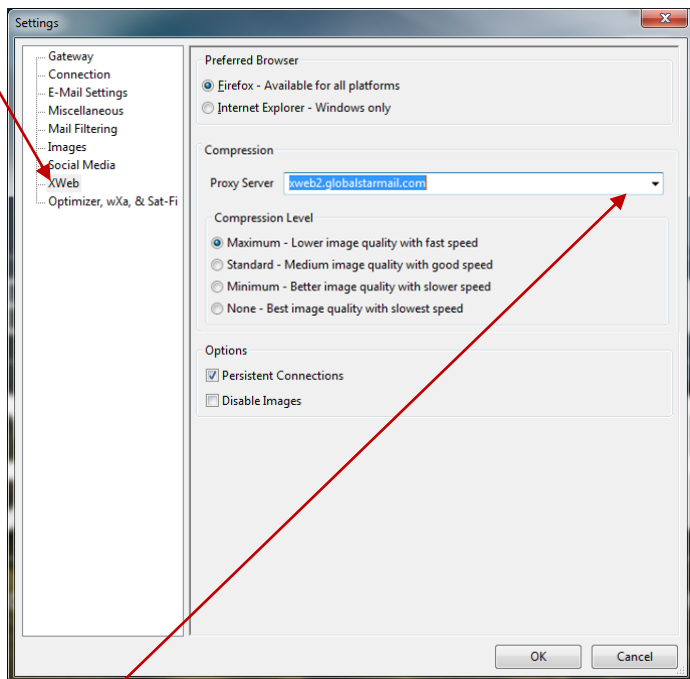 Settings
Gateway
Connection
E-Mail Settings
Miscellaneous
Mail Filtering
Images
Social Media
XWeb
Optimizer, wXa, & Sat-Fi
Preferred Browser
Firefox - Available for all platforms
Internet Explorer - Windows only
Compression
Proxy Server xweb2.globalstarmail.com
Compression Level
Maximum - Lower image quality with fast speed
Standard - Medium image quality with good speed
Minimum - Better image quality with slower speed
None - Best image quality with slowest speed
Options
Persistent Connections
Disable Images
OK Cancel